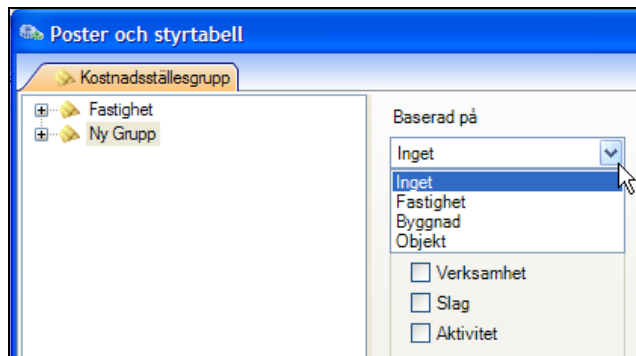 Poster och styrtabell
Kostnadsställesgrupp
Fastighet
Ny Grupp
Baserad på
Inget
Inget
Fastighet
Byggnad
Objekt
Verksamhet
Slag
Aktivitet